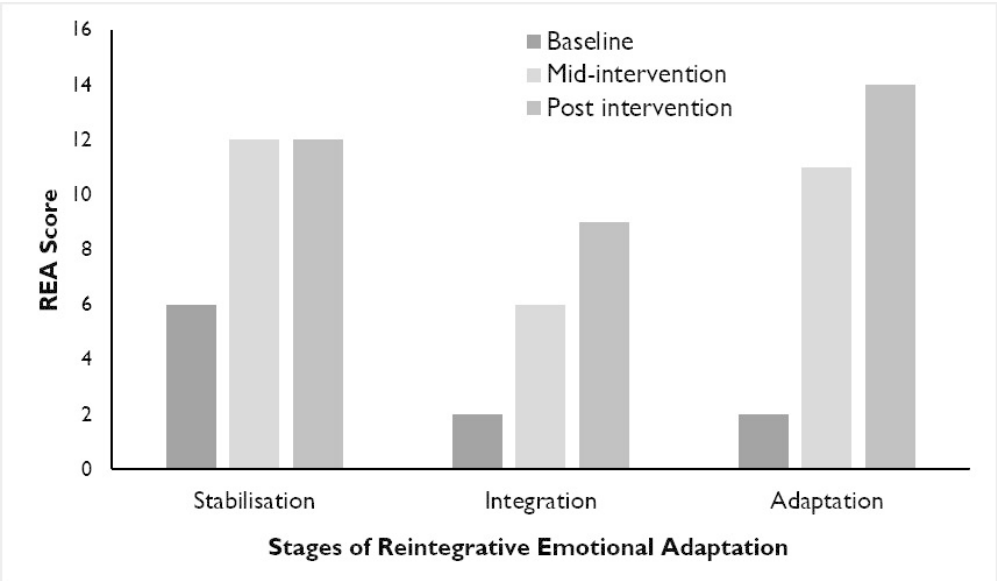 16
14
12
10
8
6
4
2
0
REA Score
Baseline
Mid-intervention
Post intervention
Stabilisation
Integration
Adaptation
Stages of Reintegrative Emotional Adaptation